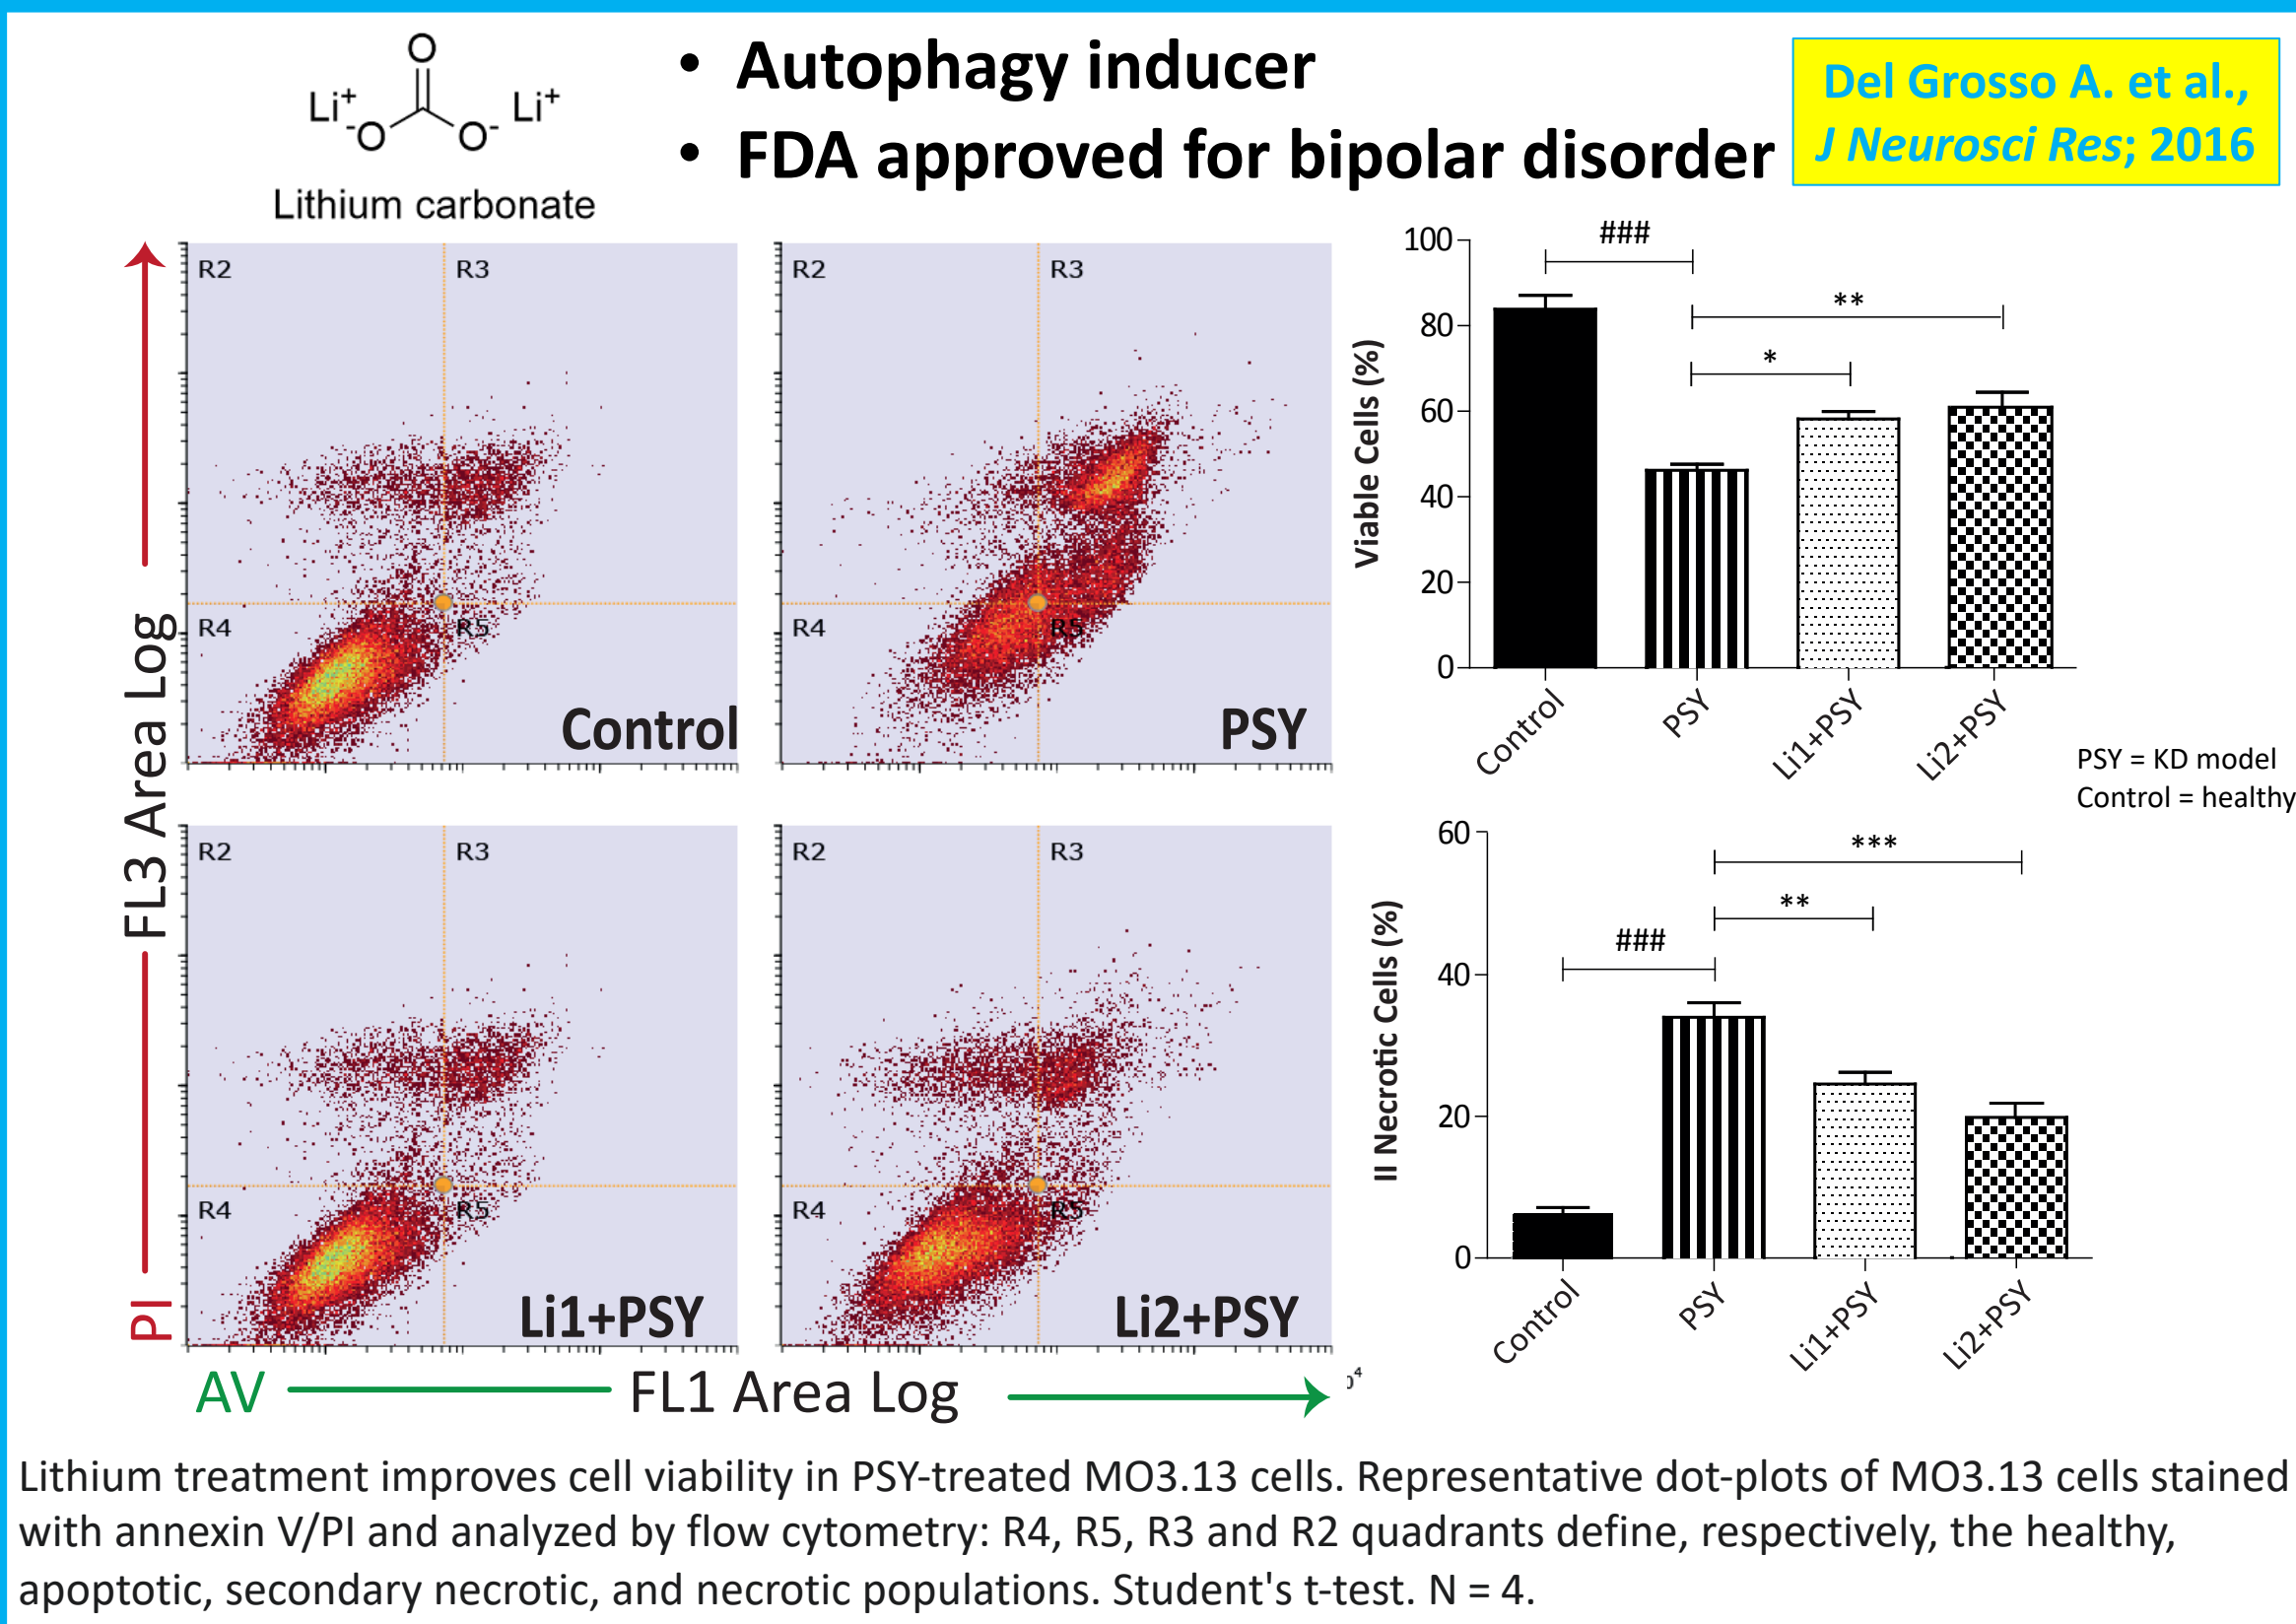 O
Li+ -O O- Li+
Lithium carbonate
• Autophagy inducer
• FDA approved for bipolar disorder
Del Grosso A. et al.,
J Neurosci Res; 2016
FL3 Area Log
PI
R2 R3
R4 R5
Control
R2 R3
R4 R5
PSY
R2 R3
R4 R5
Li1+PSY
R2 R3
R4 R5
Li2+PSY
AV FL1 Area Log
Viable Cells (%)
100
80
60
40
20
0
###
**
*
Control PSY Li1+PSY Li2+PSY
PSY = KD model
Control = healthy
II Necrotic Cells (%)
60
40
20
0
***
**
###
Control PSY Li1+PSY Li2+PSY
Lithium treatment improves cell viability in PSY-treated MO3.13 cells. Representative dot-plots of MO3.13 cells stained
with annexin V/PI and analyzed by flow cytometry: R4, R5, R3 and R2 quadrants define, respectively, the healthy,
apoptotic, secondary necrotic, and necrotic populations. Student's t-test. N = 4.